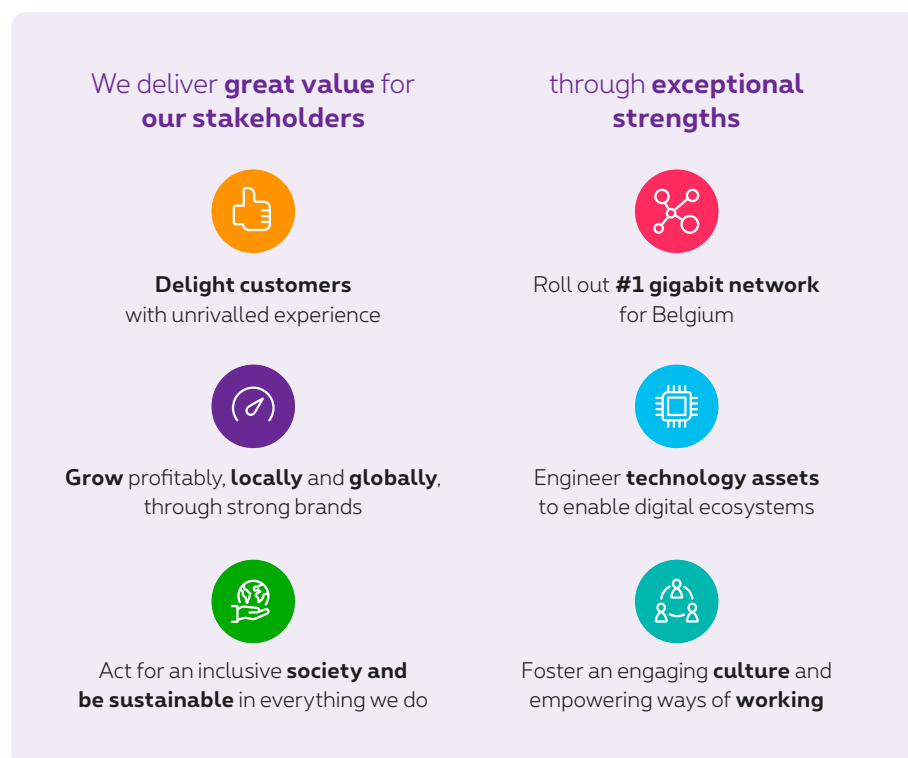 We deliver great value for
our stakeholders
Delight customers
with unrivalled experience
Grow profitably, locally and globally,
through strong brands
Act for an inclusive society and
be sustainable in everything we do
through exceptional
strengths
Roll out #1 gigabit network
for Belgium
Engineer technology assets
to enable digital ecosystems
Foster an engaging culture and
empowering ways of working